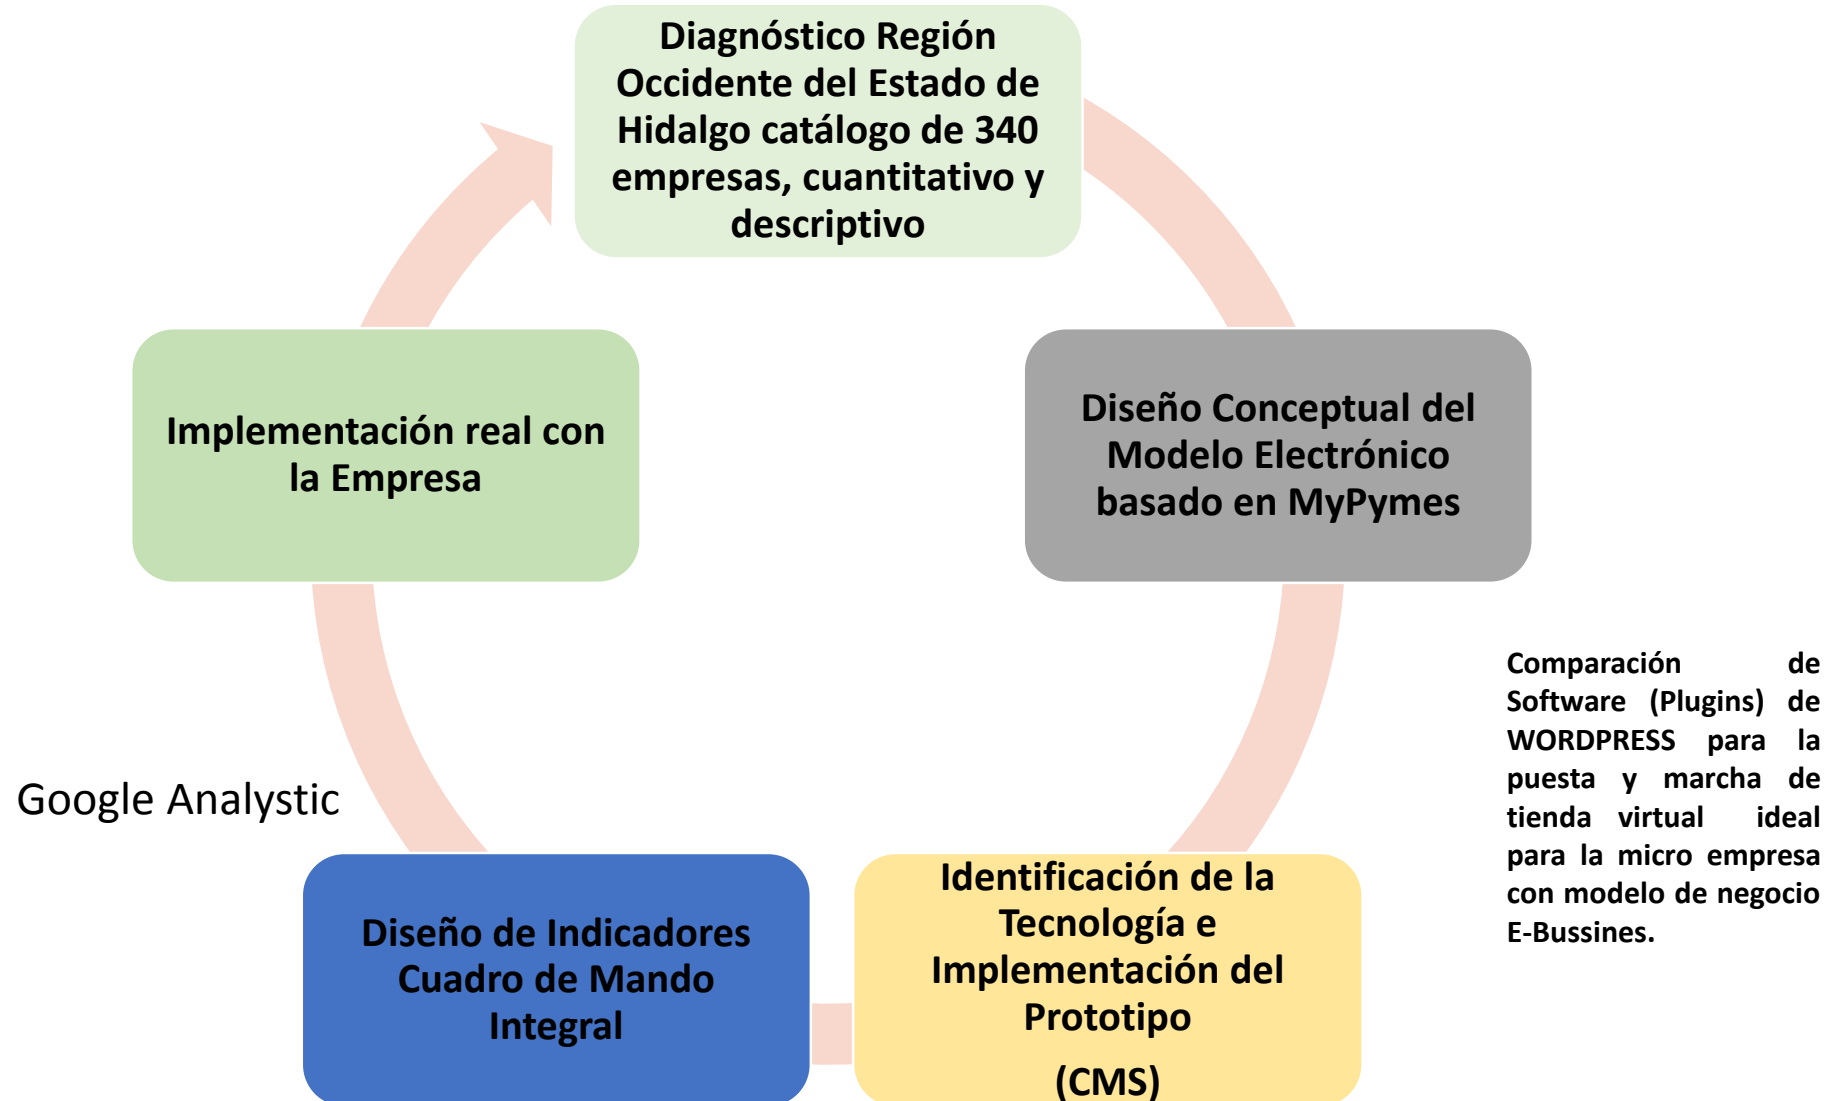 Diagnóstico Región
Occidente del Estado de
Hidalgo catálogo de 340
empresas, cuantitativo y
descriptivo
Implementación real con
la Empresa
Diseño Conceptual del
Modelo Electrónico
basado en MyPymes
Comparación de
Software (Plugins) de
WORDPRESS para la
puesta y marcha de
tienda virtual ideal
para la micro empresa
con modelo de negocio
E-Bussines.
Google Analystic
Diseño de Indicadores
Cuadro de Mando
Integral
Identificación de la
Tecnología e
Implementación del
Prototipo
(CMS)